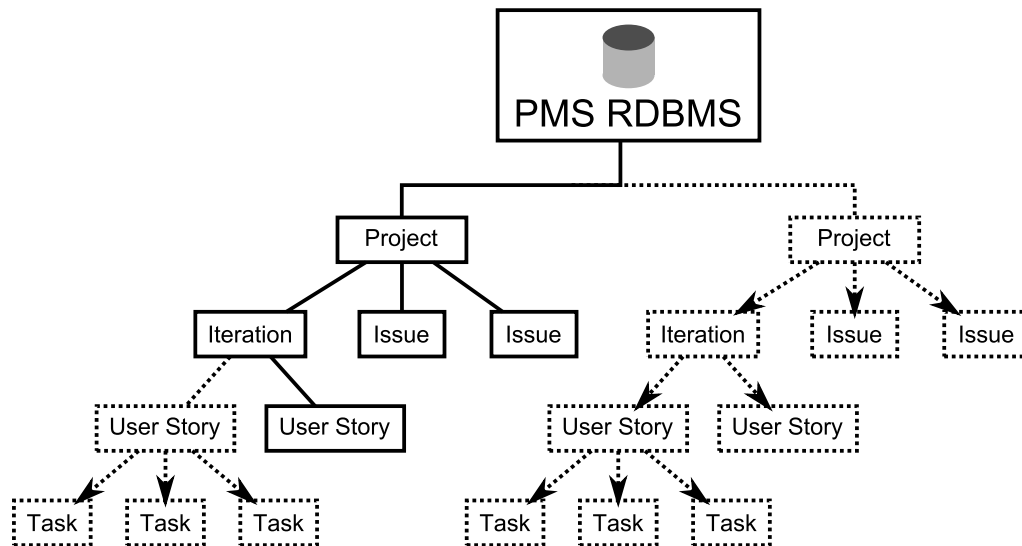 PMS RDBMS
Project
Project
Iteration
Issue
Issue
Iteration
Issue
Issue
User Story
User Story
User Story
User Story
Task
Task
Task
Task
Task
Task